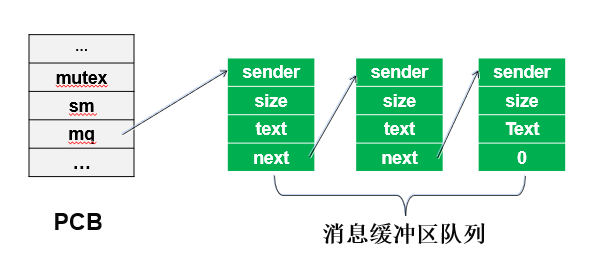 ...
mutex
sm
mq
...
PCB
sender
size
text
next
sender
size
text
next
sender
size
Text
0
消息缓冲区队列